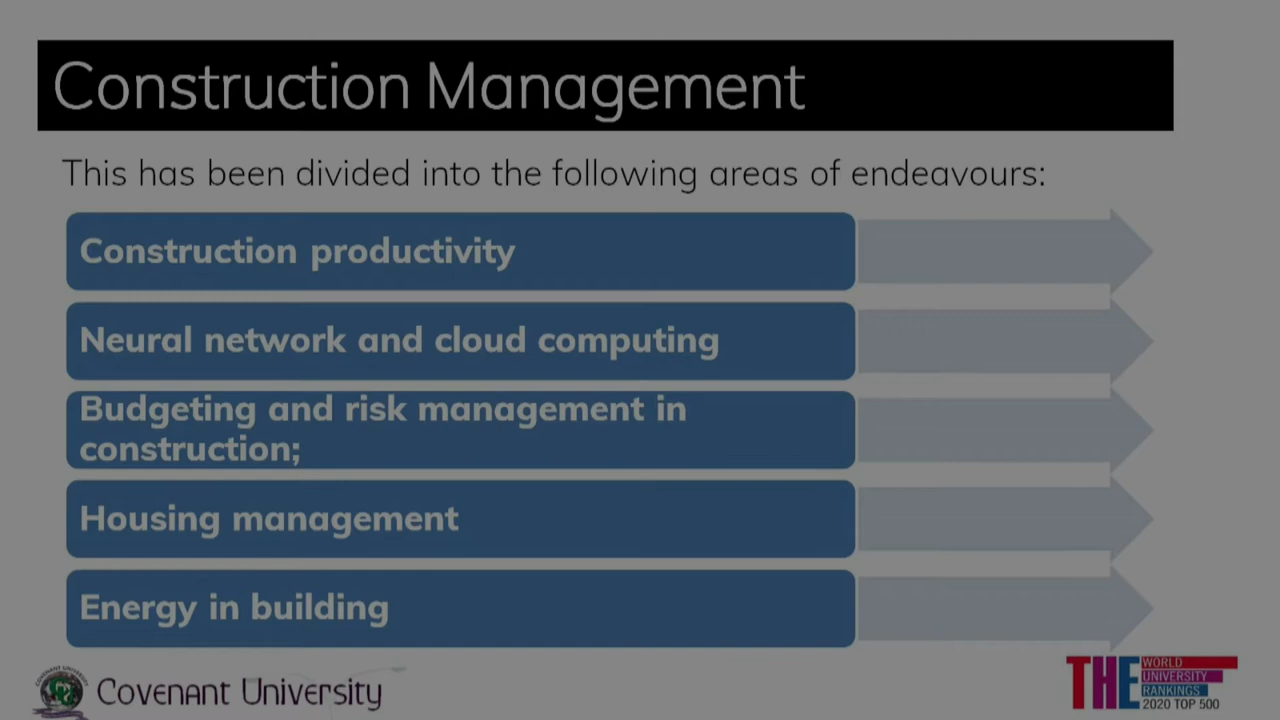 Construction Management
This has been divided into the following areas of endeavours:
Construction productivity
Neural network and cloud computing
Budgeting and risk management in
construction;
Housing management
Energy in building
Covenant University
THE
WORLD
UNIVERSITY
RANKINGS
2020 TOP 500